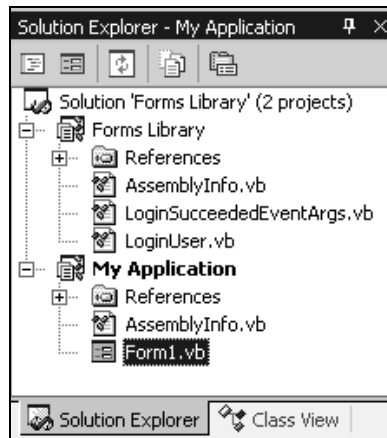 Solution Explorer - My Application
Solution 'Forms Library' (2 projects)
Forms Library
References
AssemblyInfo.vb
LoginSucceededEventArgs.vb
LoginUser.vb
My Application
References
AssemblyInfo.vb
Form1.vb
Solution Explorer Class View